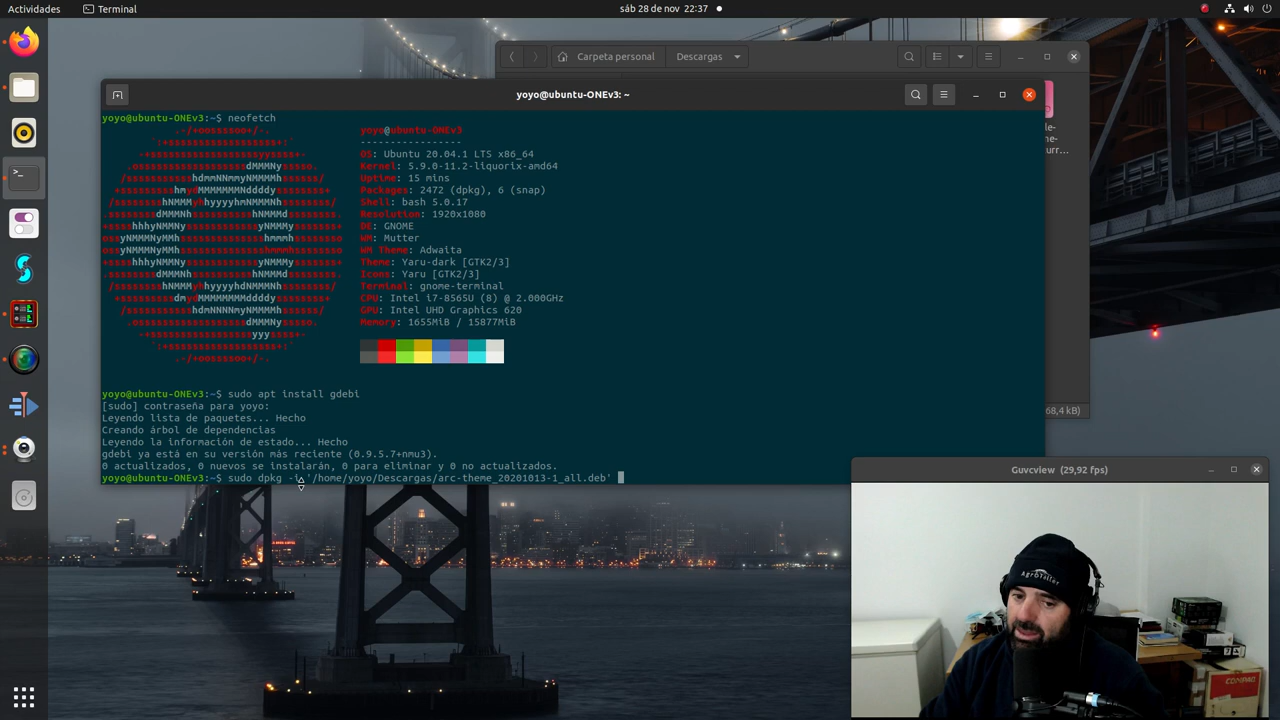 Actividades
Terminal
sáb 28 de nov 22:37
Carpeta personal
Descargas
yoyo@ubuntu-ONEv3: ~
yoyo@ubuntu-ONEv3:~$ neofetch
yoyo@ubuntu-ONEv3
-----------------
OS: Ubuntu 20.04.1 LTS x86_64
Kernel: 5.9.0-11.2-liquorix-amd64
Uptime: 15 mins
Packages: 2472 (dpkg), 6 (snap)
Shell: bash 5.0.17
Resolution: 1920x1080
DE: GNOME
WM: Mutter
WM Theme: Adwaita
Theme: Yaru-dark [GTK2/3]
Icons: Yaru [GTK2/3]
Terminal: gnome-terminal
CPU: Intel i7-8565U (8) @ 2.000GHz
GPU: Intel UHD Graphics 620
Memory: 1655MiB / 15877MiB
yoyo@ubuntu-ONEv3:~$ sudo apt install gdebi
[sudo] contraseña para yoyo:
Leyendo lista de paquetes... Hecho
Creando árbol de dependencias
Leyendo la información de estado... Hecho
gdebi ya está en su versión más reciente (0.9.5.7+nmu3).
0 actualizados, 0 nuevos se instalarán, 0 para eliminar y 0 no actualizados.
yoyo@ubuntu-ONEv3:~$ sudo dpkg -i '/home/yoyo/Descargas/arc-theme_20201013-1_all.deb'
le-
urr...
68,4 kB)
Guvcview (29,92 fps)
AgroTaller
COMPAQ